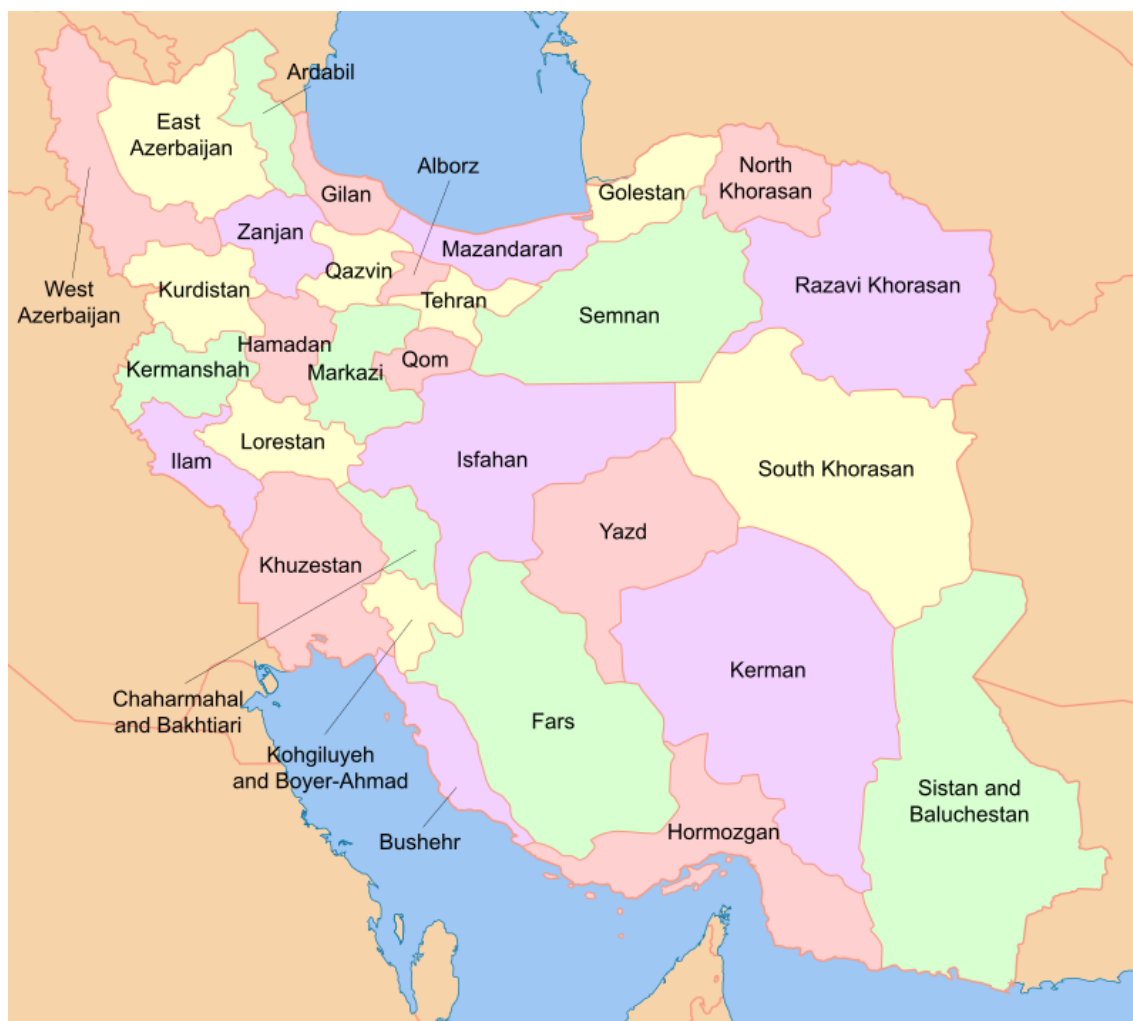 Ardabil
East
Azerbaijan
Alborz
North
Khorasan
Gilan
Golestan
Zanjan
Mazandaran
Qazvin
West
Azerbaijan
Kurdistan
Tehran
Razavi Khorasan
Semnan
Hamadan
Kermanshah
Markazi
Qom
Lorestan
Ilam
Isfahan
South Khorasan
Yazd
Khuzestan
Kerman
Chaharmahal
and Bakhtiari
Fars
Kohgiluyeh
and Boyer-Ahmad
Sistan and
Baluchestan
Bushehr
Hormozgan